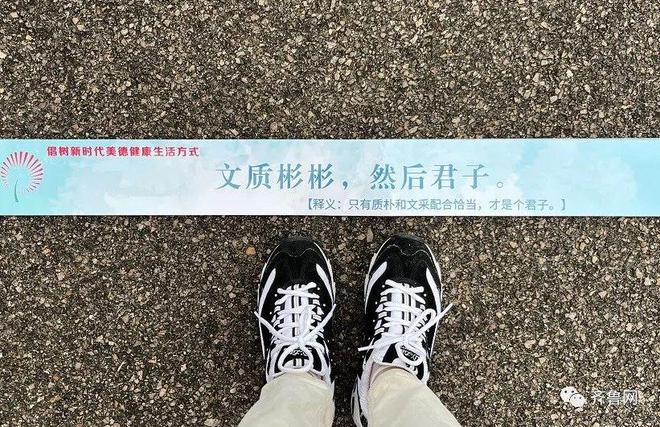 倡树新时代美德健康生活方式
文质彬彬，然后君子。
【释义：只有质朴和文采配合恰当，才是个君子。】
齐鲁网